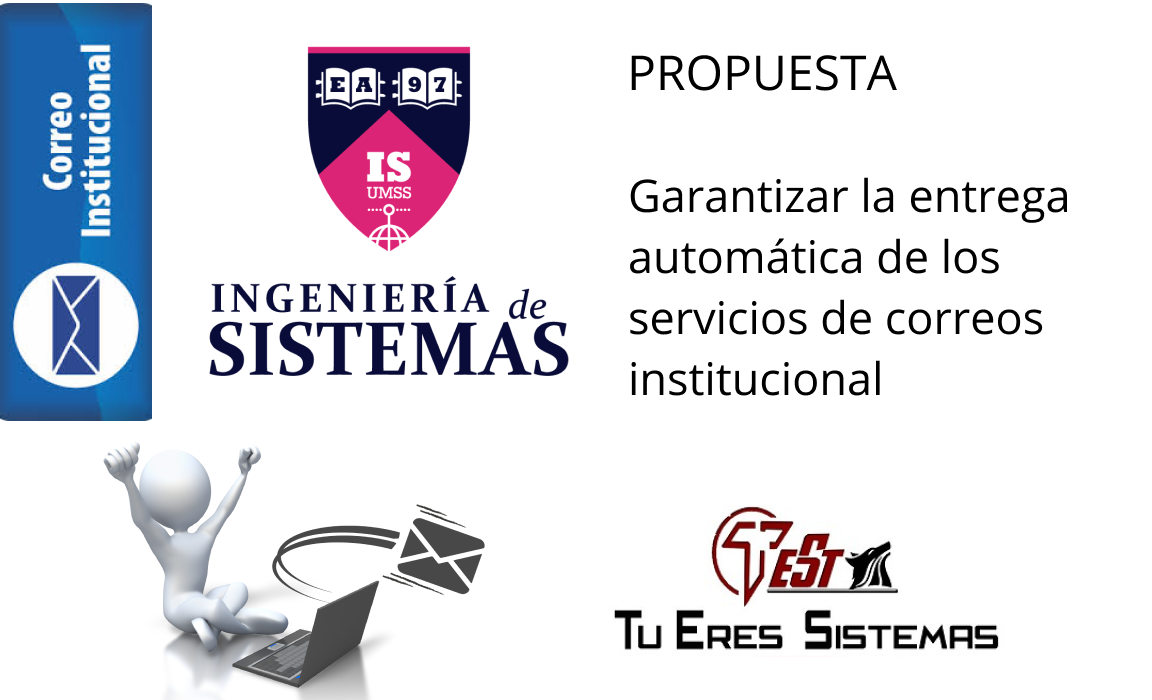 Correo
Institucional
EA 97
IS
UMSS
INGENIERÍA de
SISTEMAS
PROPUESTA
Garantizar la entrega
automática de los
servicios de correos
institucional
EST
TU ERES SISTEMAS